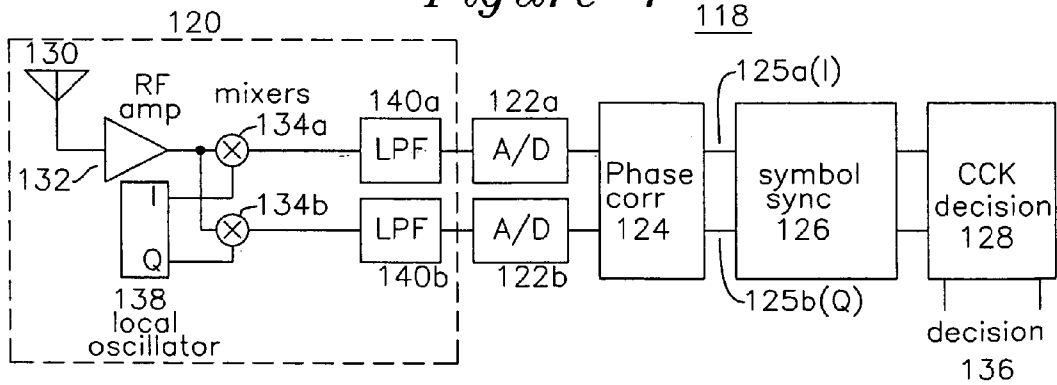 Figure
118
120
130
RF
amp
mixers
134a
140a
122a
125a(I)
LPF
A/D
132
I
Q
134b
Phase
corr
124
symbol
sync
126
CCK
decision
128
LPF
A/D
140b
122b
125b(Q)
138
local
oscillator
decision
136